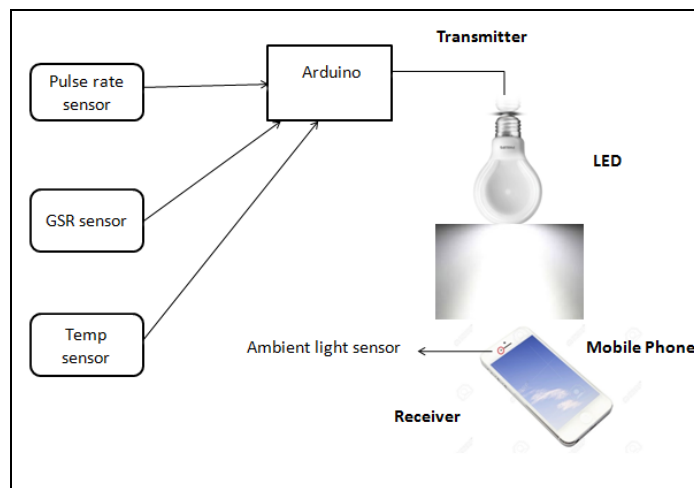 Transmitter
Pulse rate
sensor
Arduino
LED
GSR sensor
Temp
sensor
Ambient light sensor
Mobile Phone
Receiver